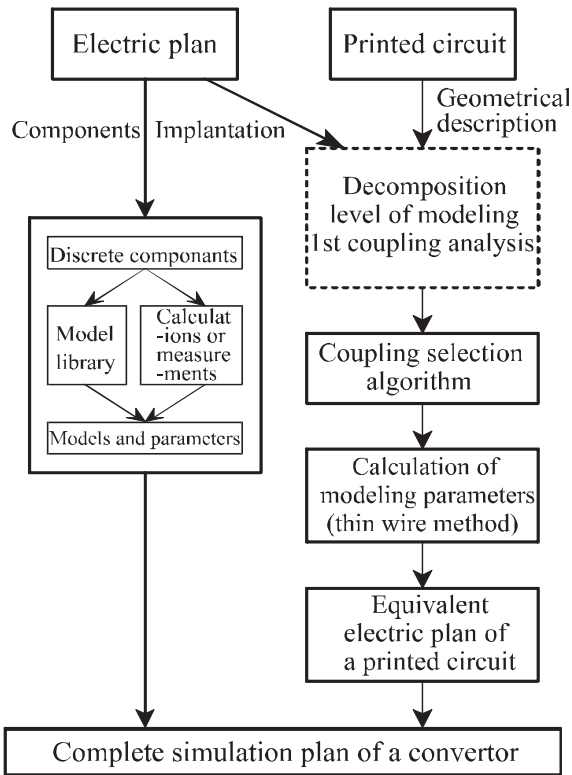 Electric plan
Printed circuit
Components
Implantation
Geometrical
description
Decomposition
level of modeling
1st coupling analysis
Discrete componants
Model
library
Calculat
-ions or
measure
-ments
Models and parameters
Coupling selection
algorithm
Calculation of
modeling parameters
(thin wire method)
Equivalent
electric plan of
a printed circuit
Complete simulation plan of a convertor